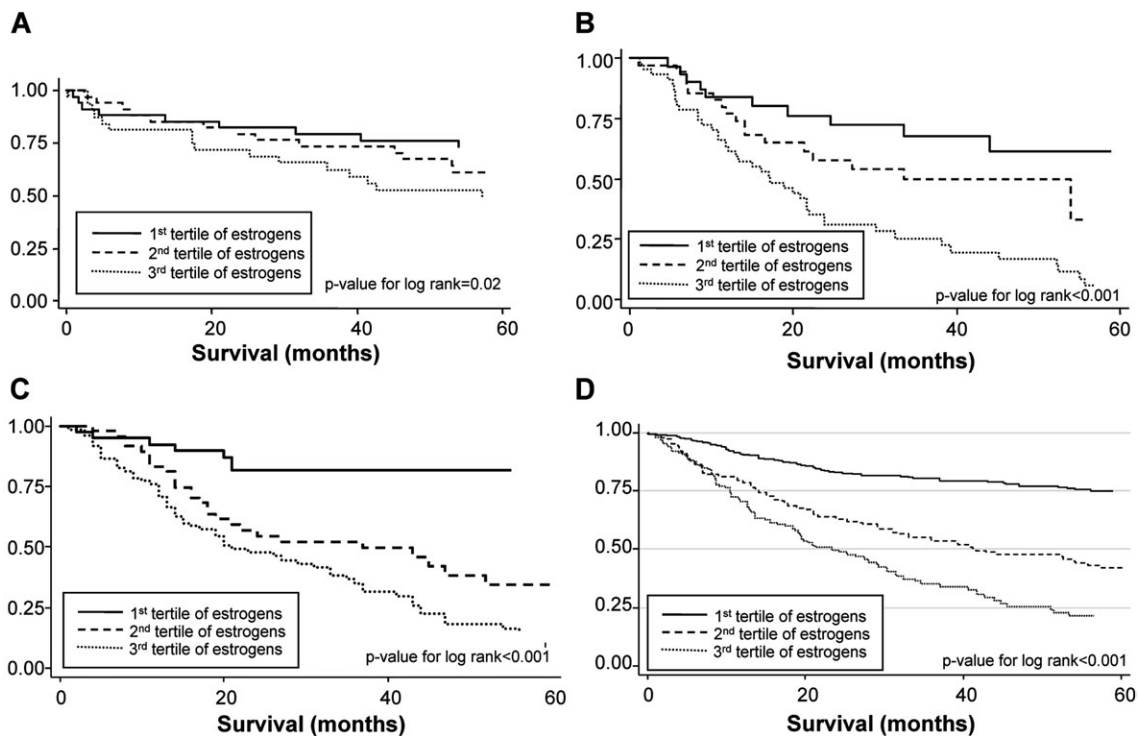 A
1.00
0.75
0.50
0.25
0.00
1st tertile of estrogens
2nd tertile of estrogens
3rd tertile of estrogens
p-value for log rank=0.02
0 20 40 60
Survival (months)
B
1.00
0.75
0.50
0.25
0.00
1st tertile of estrogens
2nd tertile of estrogens
3rd tertile of estrogens
p-value for log rank<0.001
0 20 40 60
Survival (months)
C
1.00
0.75
0.50
0.25
0.00
1st tertile of estrogens
2nd tertile of estrogens
3rd tertile of estrogens
p-value for log rank<0.001
0 20 40 60
Survival (months)
D
1.00
0.75
0.50
0.25
0.00
1st tertile of estrogens
2nd tertile of estrogens
3rd tertile of estrogens
p-value for log rank<0.001
0 20 40 60
Survival (months)